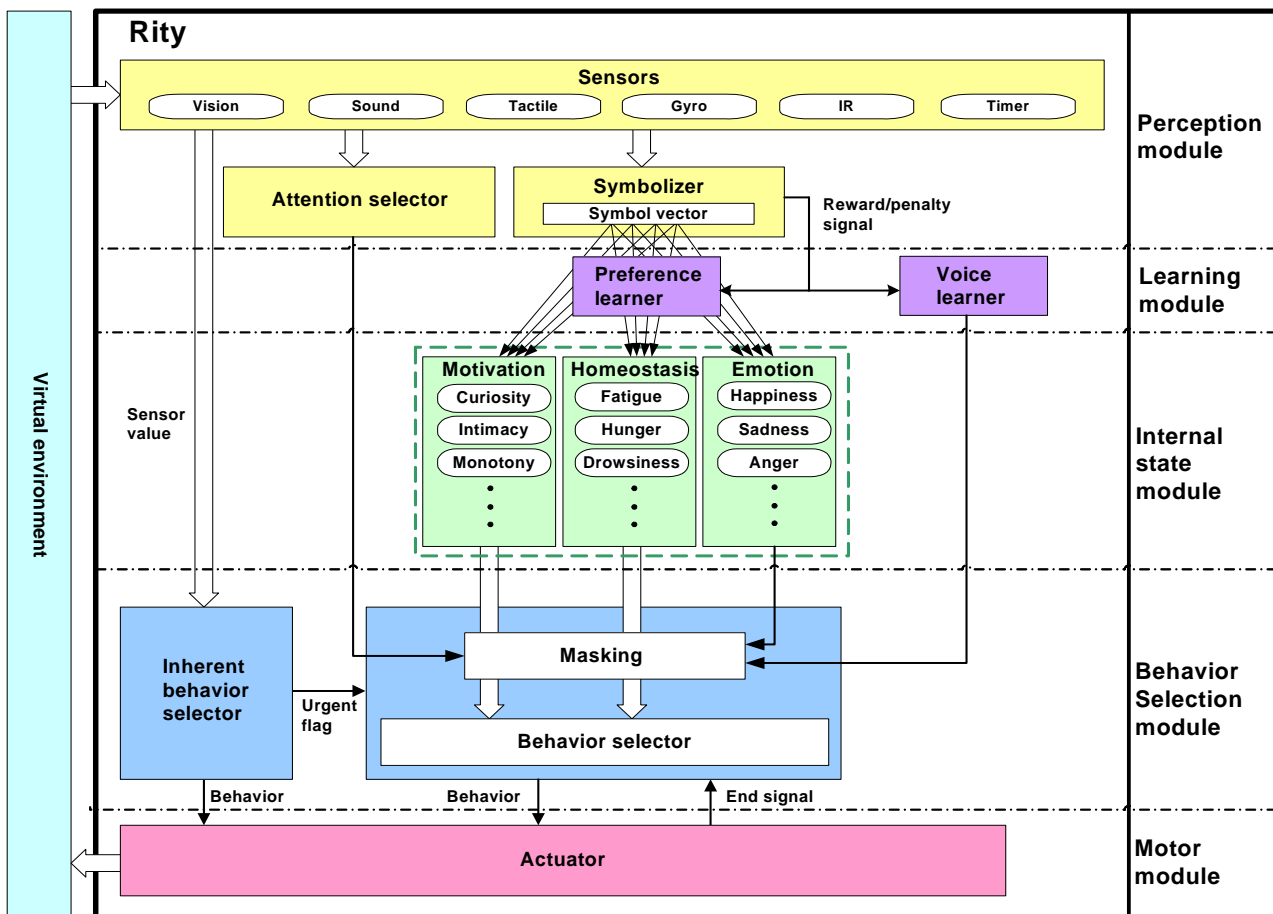 Rity
Sensors
Vision
Sound
Tactile
Gyro
IR
Timer
Perception
module
Attention selector
Symbolizer
Symbol vector
Reward/penalty
signal
Preference
learner
Voice
learner
Learning
module
Virtual environment
Sensor
value
Motivation
Curiosity
Intimacy
Monotony
Homeostasis
Fatigue
Hunger
Drowsiness
Emotion
Happiness
Sadness
Anger
Internal
state
module
Inherent
behavior
selector
Urgent
flag
Masking
Behavior selector
Behavior
Selection
module
Behavior
Behavior
End signal
Actuator
Motor
module